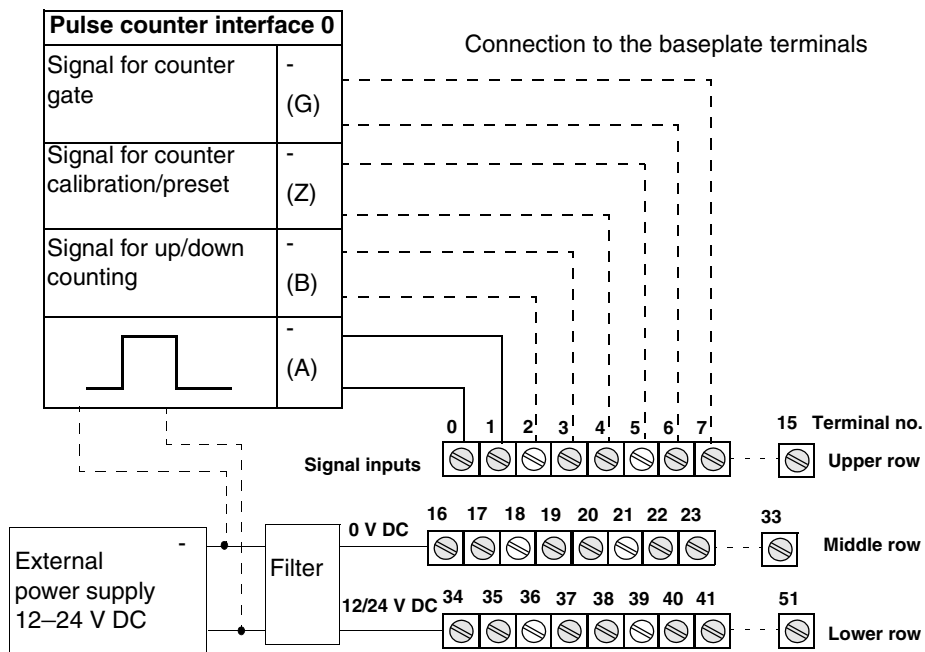 Pulse counter interface 0
Connection to the baseplate terminals
Signal for counter gate
-
(G)
Signal for counter calibration/preset
-
(Z)
Signal for up/down counting
-
(B)
-
(A)
0 1 2 3 4 5 6 7 15 Terminal no.
Signal inputs
Upper row
0 V DC
16 17 18 19 20 21 22 23 33
Middle row
External
power supply
12–24 V DC
-
Filter
12/24 V DC
34 35 36 37 38 39 40 41 51
Lower row